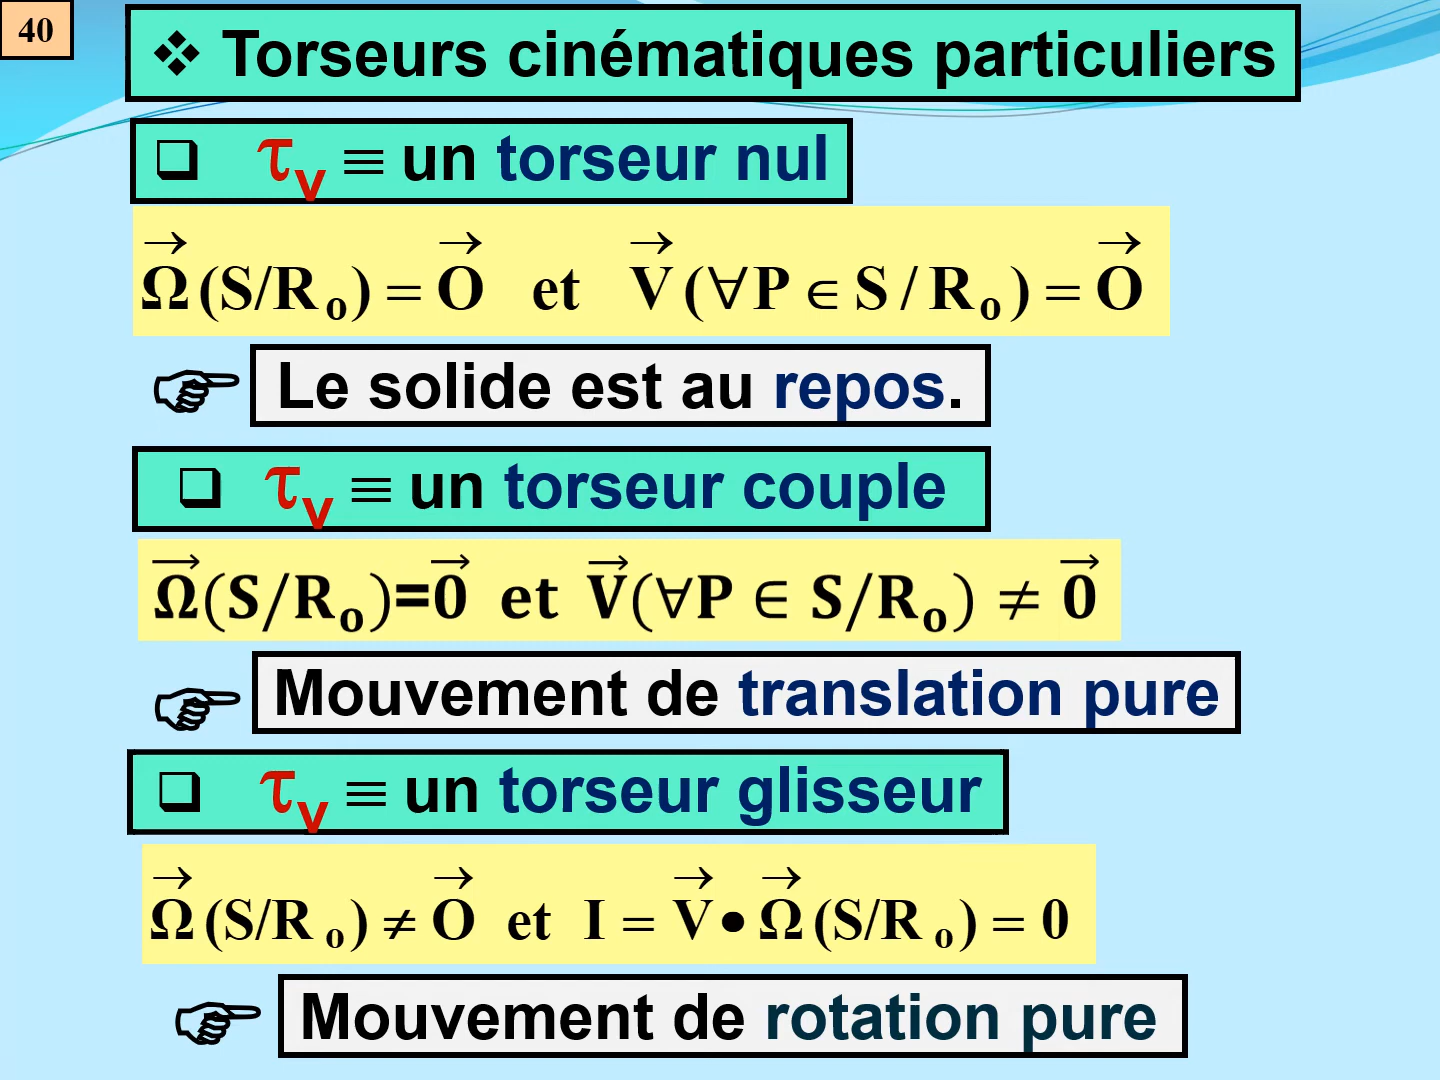 40
❖ Torseurs cinématiques particuliers
❑ τv ≡ un torseur nul
Ω⃗ (S/Ro) = O⃗ et V⃗ (∀P ∈ S / Ro) = O⃗
☞ Le solide est au repos.
❑ τv ≡ un torseur couple
Ω⃗(S/Ro)=0⃗ et V⃗(∀P ∈ S/Ro) ≠ 0⃗
☞ Mouvement de translation pure
❑ τv ≡ un torseur glisseur
Ω⃗ (S/Ro) ≠ O⃗ et I = V⃗ • Ω⃗ (S/Ro) = 0
☞ Mouvement de rotation pure